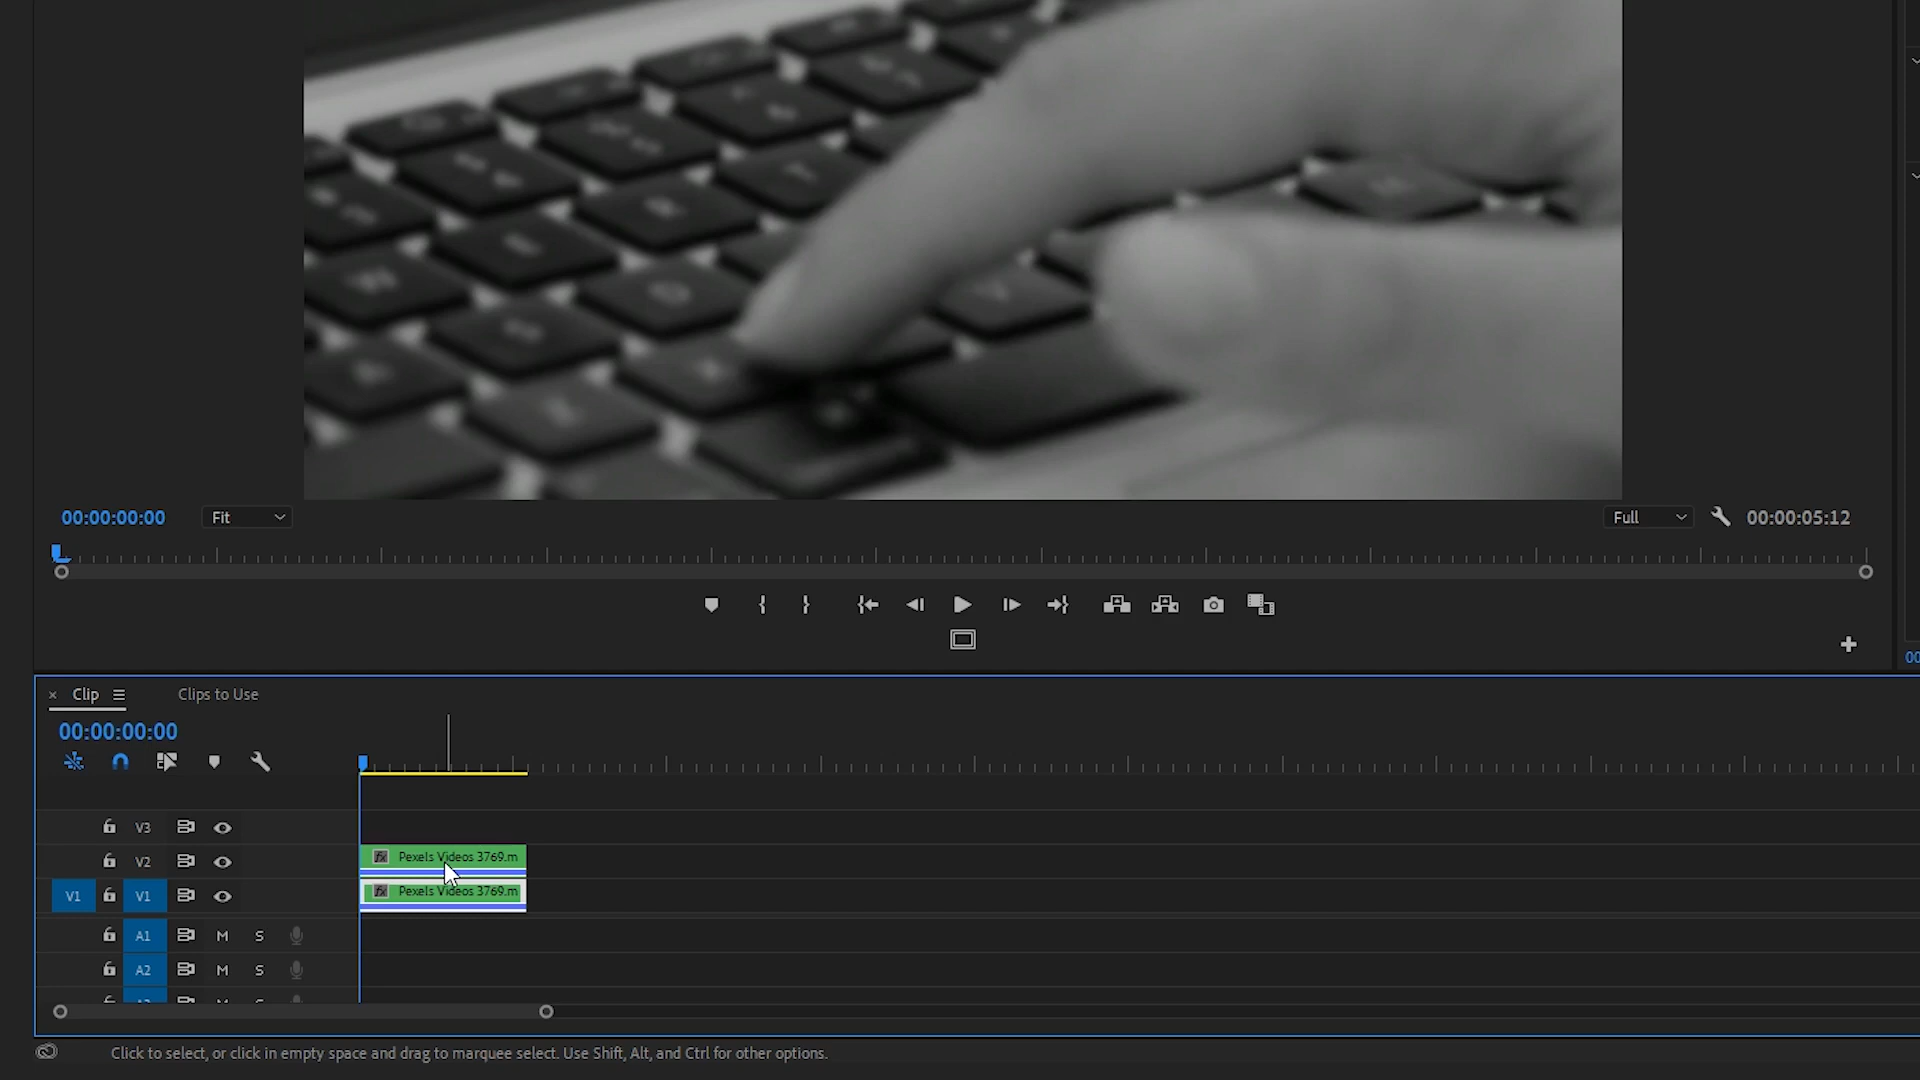 00:00:00:00 Fit Full 00:00:05:12
Clip Clips to Use
00:00:00:00
V3
V2 fx Pexels Videos 3769.m
V1 V1 fx Pexels Videos 3769.m
A1 M S
A2 M S
Click to select, or click in empty space and drag to marquee select. Use Shift, Alt, and Ctrl for other options.